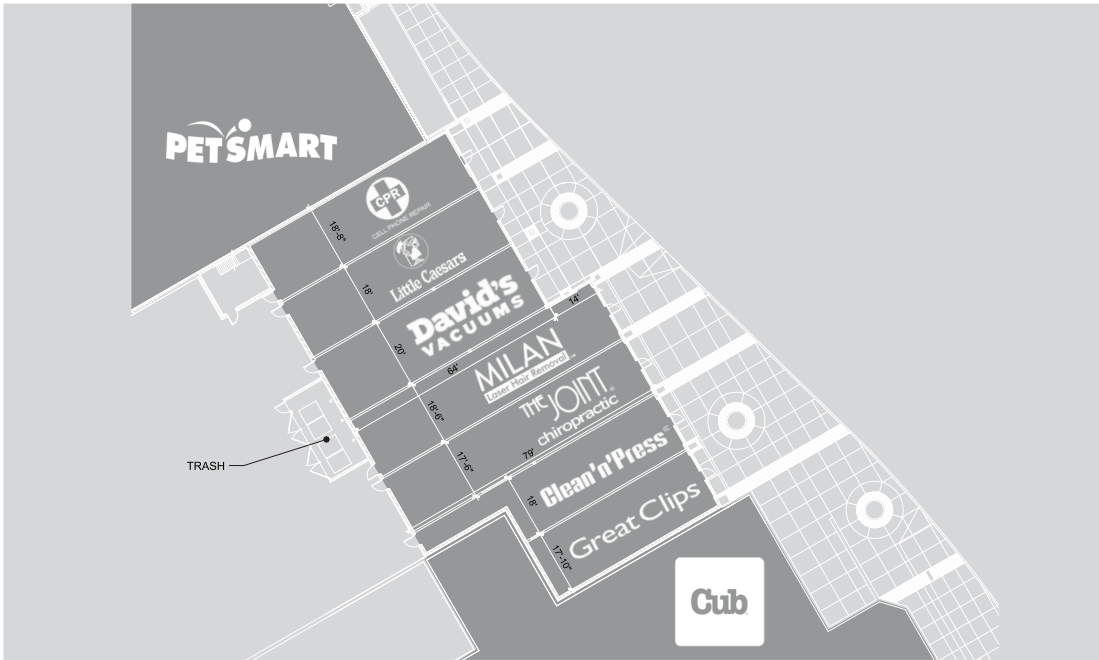 PETSMART
CPR
CELL PHONE REPAIR
18'-8"
Little Caesars
18'
David's
VACUUMS
20'
14'
64'
MILAN
Laser Hair Removal
18'-6"
THE JOINT
chiropractic
17'-6"
79'
Clean'n'Press
18'
Great Clips
17'-10"
TRASH
Cub